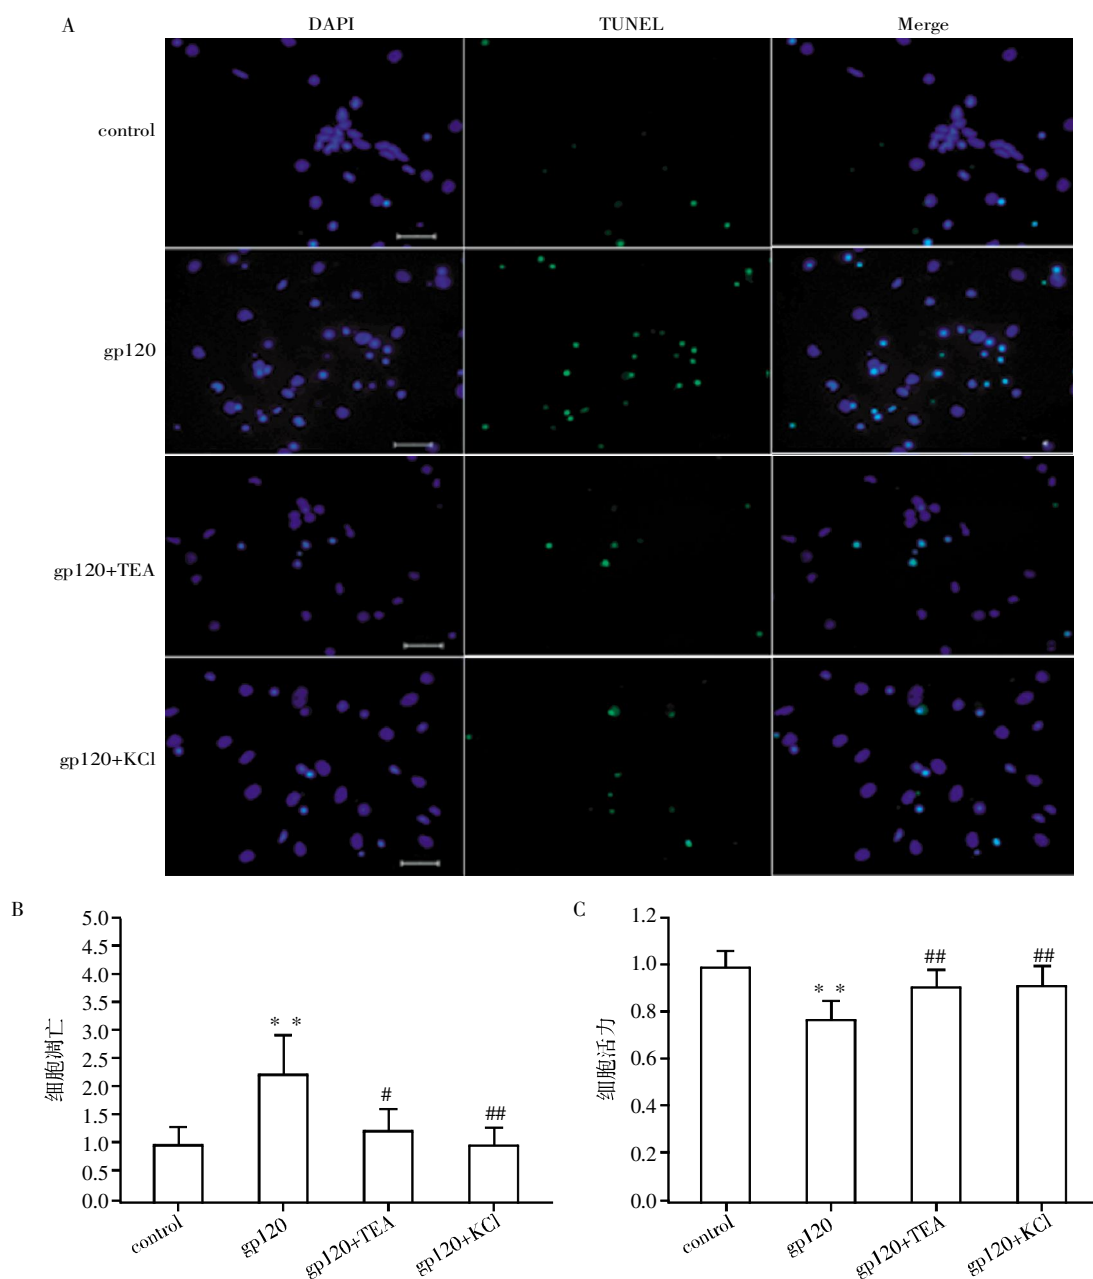 A
DAPI TUNEL Merge
control
gp120
gp120+TEA
gp120+KCl
B
5.0
4.5
4.0
3.5
3.0
2.5
2.0
1.5
1.0
0.5
0.0
细胞凋亡
* *
#
##
control gp120 gp120+TEA gp120+KCl
C
1.2
1.0
0.8
0.6
0.4
0.2
0.0
细胞活力
* *
##
##
control gp120 gp120+TEA gp120+KCl